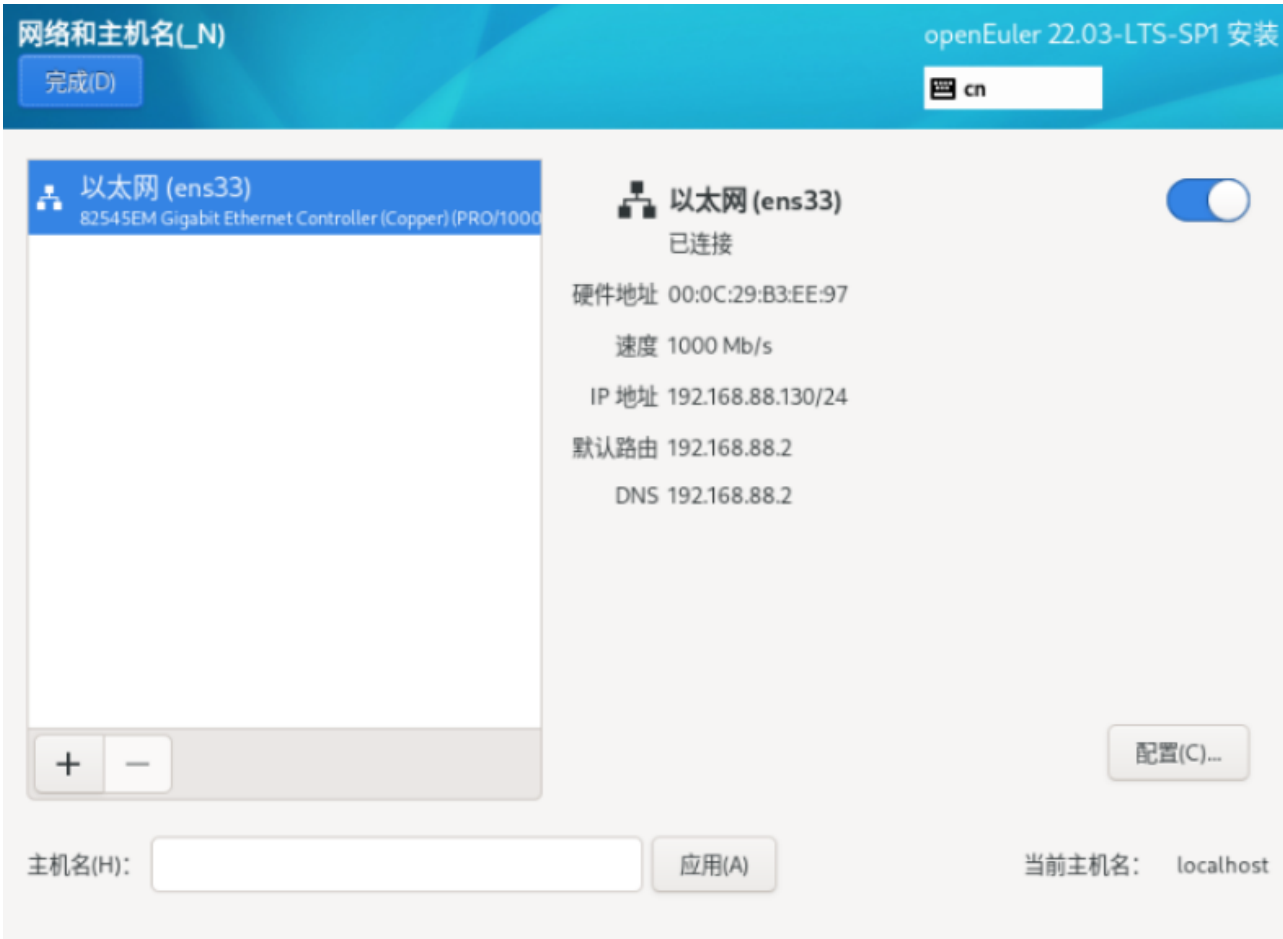 网络和主机名(_N)
openEuler 22.03-LTS-SP1 安装
完成(D)
cn
以太网 (ens33)
82545EM Gigabit Ethernet Controller (Copper) (PRO/1000
以太网 (ens33)
已连接
硬件地址 00:0C:29:B3:EE:97
速度 1000 Mb/s
IP 地址 192.168.88.130/24
默认路由 192.168.88.2
DNS 192.168.88.2
配置(C)...
主机名(H):
应用(A)
当前主机名: localhost